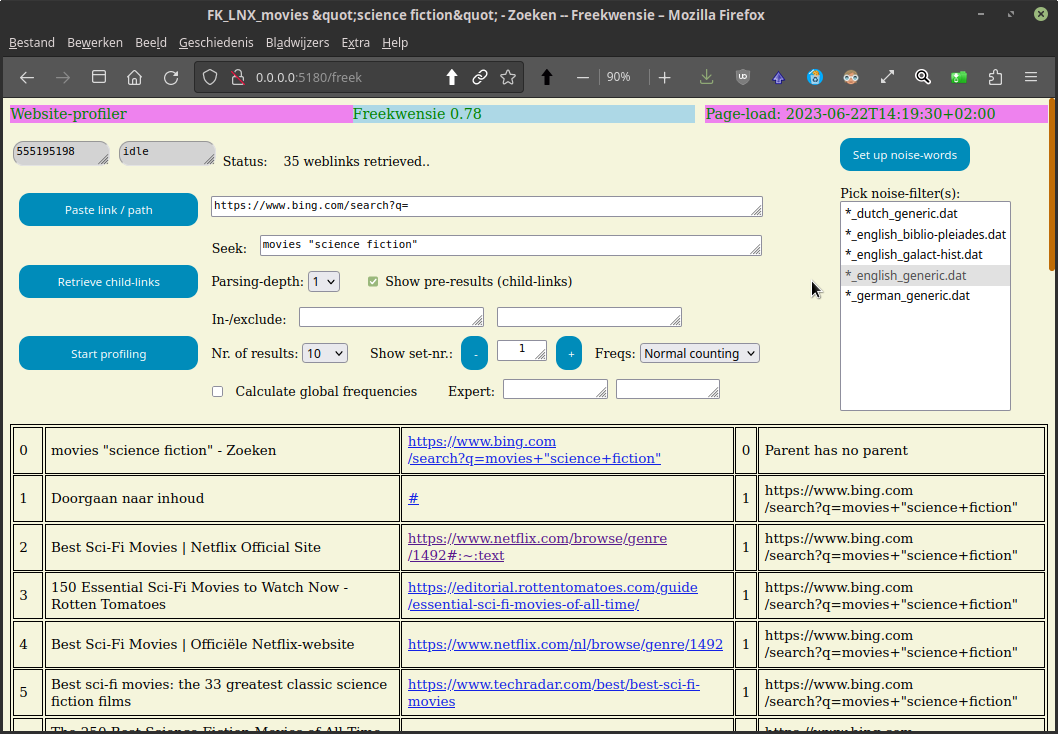 FK_LNX_movies &quot;science fiction&quot; - Zoeken -- Freekwensie – Mozilla Firefox
Bestand Bewerken Beeld Geschiedenis Bladwijzers Extra Help
0.0.0.0:5180/freek 90%
Website-profiler Freekwensie 0.78 Page-load: 2023-06-22T14:19:30+02:00
555195198 idle Status: 35 weblinks retrieved.. Set up noise-words
Pick noise-filter(s):
Paste link / path https://www.bing.com/search?q=
*_dutch_generic.dat
*_english_biblio-pleiades.dat
Seek: movies "science fiction"
*_english_galact-hist.dat
Retrieve child-links Parsing-depth: 1 Show pre-results (child-links)
*_english_generic.dat
*_german_generic.dat
In-/exclude:
Start profiling Nr. of results: 10 Show set-nr.: - 1 + Freqs: Normal counting
Calculate global frequencies Expert:
0 movies "science fiction" - Zoeken https://www.bing.com
/search?q=movies+"science+fiction" 0 Parent has no parent
1 Doorgaan naar inhoud # 1 https://www.bing.com
/search?q=movies+"science+fiction"
2 Best Sci-Fi Movies | Netflix Official Site https://www.netflix.com/browse/genre
/1492#:~:text 1 https://www.bing.com
/search?q=movies+"science+fiction"
3 150 Essential Sci-Fi Movies to Watch Now -
Rotten Tomatoes https://editorial.rottentomatoes.com/guide
/essential-sci-fi-movies-of-all-time/ 1 https://www.bing.com
/search?q=movies+"science+fiction"
4 Best Sci-Fi Movies | Officiële Netflix-website https://www.netflix.com/nl/browse/genre/1492 1 https://www.bing.com
/search?q=movies+"science+fiction"
5 Best sci-fi movies: the 33 greatest classic science
fiction films https://www.techradar.com/best/best-sci-fi-
movies 1 https://www.bing.com
/search?q=movies+"science+fiction"
The 250 Best Science Fiction Movies of All Time